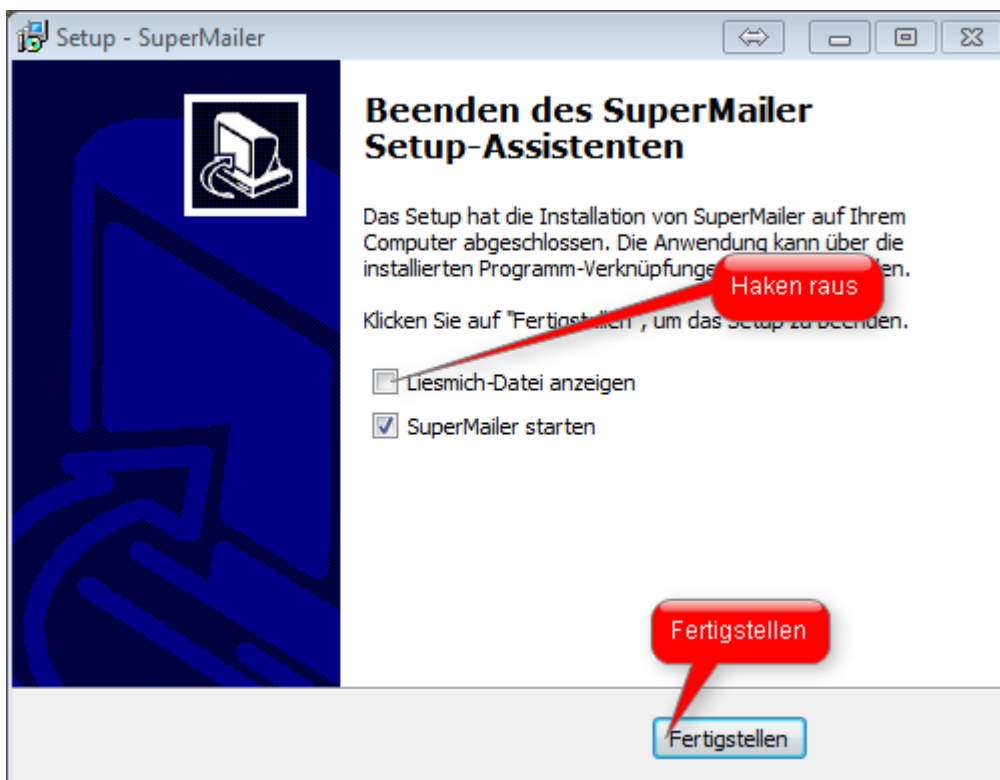 Setup - SuperMailer
Beenden des SuperMailer
Setup-Assistenten
Das Setup hat die Installation von SuperMailer auf Ihrem
Computer abgeschlossen. Die Anwendung kann über die
installierten Programm-Verknüpfunge en.
Haken raus
Klicken Sie auf "Fertigstellen", um das Setup zu beenden.
Liesmich-Datei anzeigen
SuperMailer starten
Fertigstellen
Fertigstellen